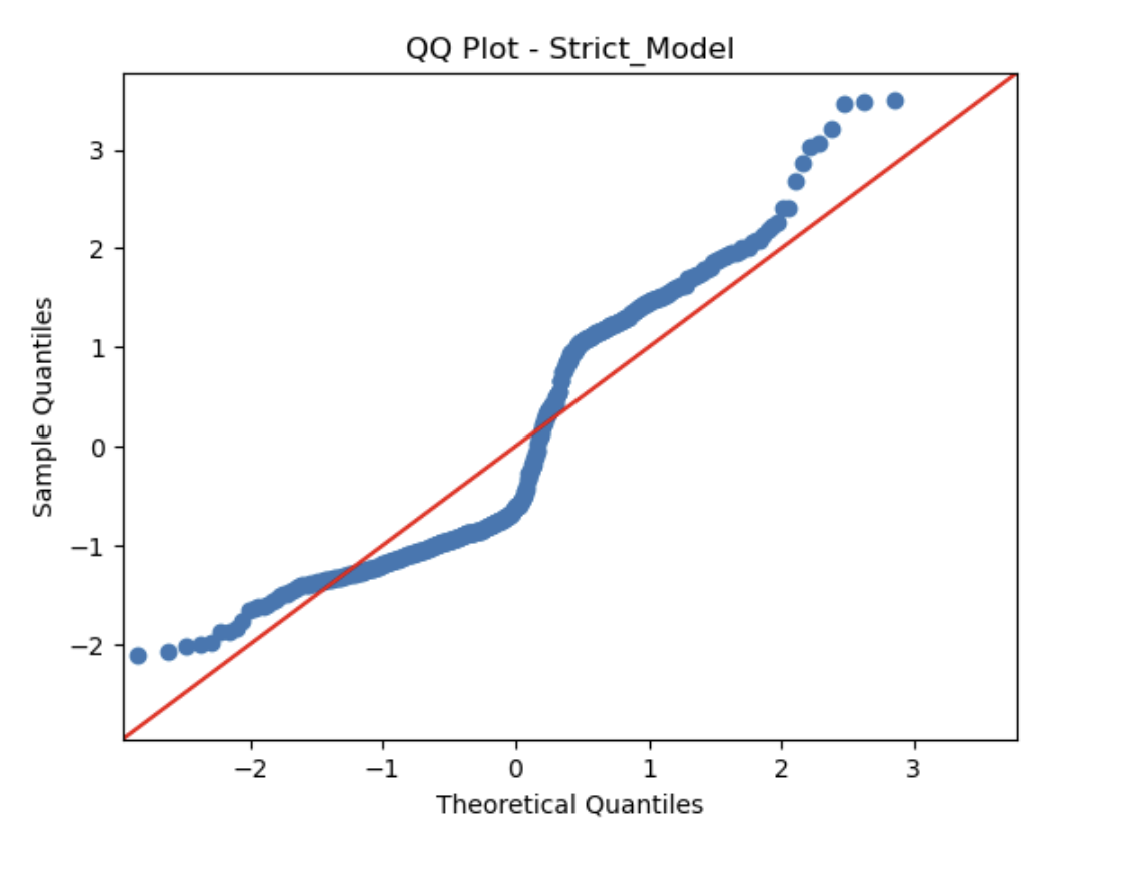 QQ Plot - Strict_Model
3
2
1
0
−1
−2
Sample Quantiles
−2 −1 0 1 2 3
Theoretical Quantiles